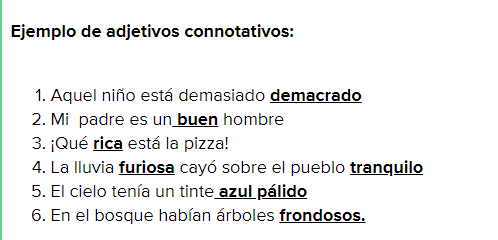 Ejemplo de adjetivos connotativos:
1. Aquel niño está demasiado demacrado
2. Mi padre es un buen hombre
3. ¡Qué rica está la pizza!
4. La lluvia furiosa cayó sobre el pueblo tranquilo
5. El cielo tenía un tinte azul pálido
6. En el bosque habían árboles frondosos.